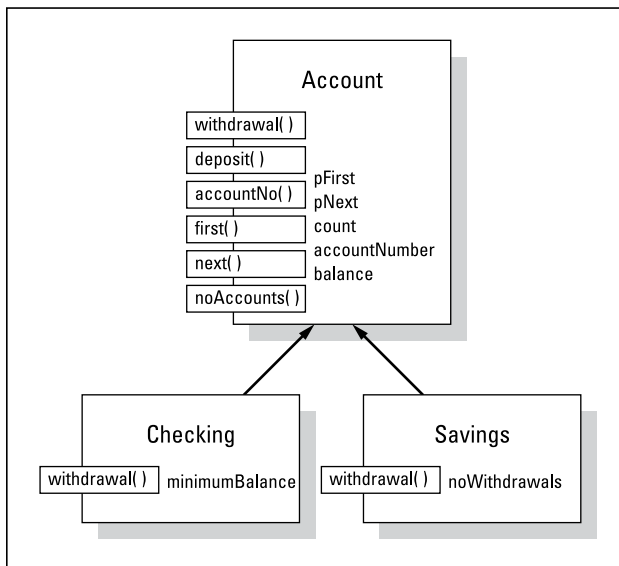 Account
withdrawal( )
deposit( )
accountNo( )
first( )
next( )
noAccounts( )
pFirst
pNext
count
accountNumber
balance
Checking
withdrawal( )
minimumBalance
Savings
withdrawal( )
noWithdrawals